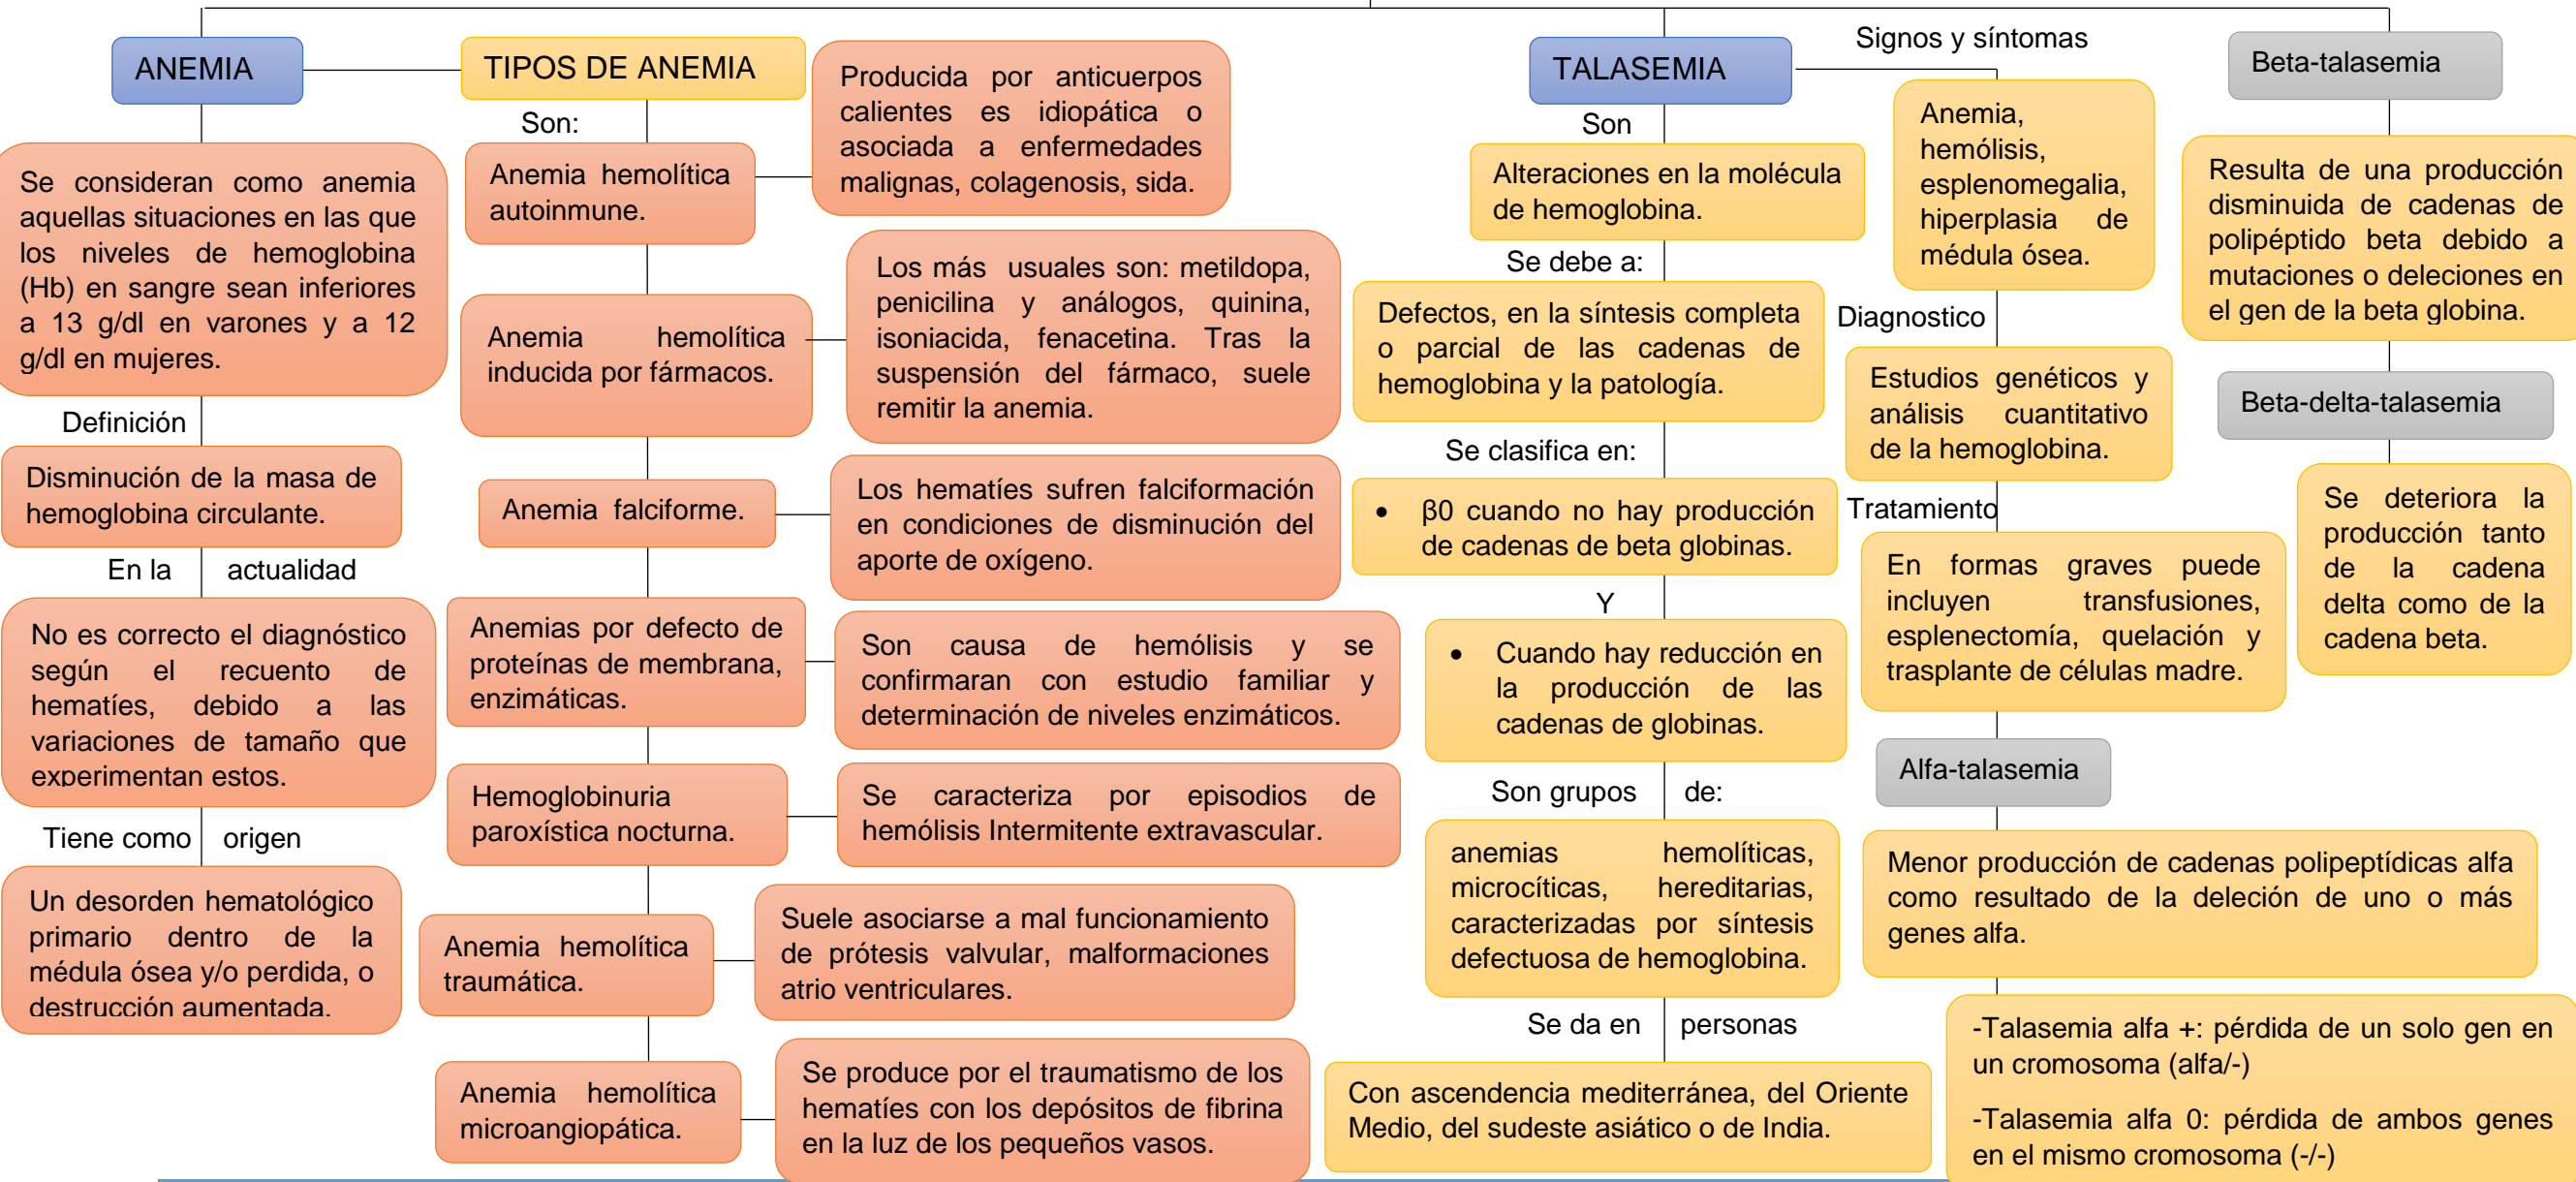 ANEMIA
Se consideran como anemia
aquellas situaciones en las que
los niveles de hemoglobina
(Hb) en sangre sean inferiores
a 13 g/dl en varones y a 12
g/dl en mujeres.
Definición
Disminución de la masa de
hemoglobina circulante.
En la actualidad
No es correcto el diagnóstico
según el recuento de
hematíes, debido a las
variaciones de tamaño que
experimentan estos.
Tiene como origen
Un desorden hematológico
primario dentro de la
médula ósea y/o perdida, o
destrucción aumentada.
TIPOS DE ANEMIA
Son:
Anemia hemolítica
autoinmune.
Producida por anticuerpos
calientes es idiopática o
asociada a enfermedades
malignas, colagenosis, sida.
Anemia hemolítica
inducida por fármacos.
Los más usuales son: metildopa,
penicilina y análogos, quinina,
isoniacida, fenacetina. Tras la
suspensión del fármaco, suele
remitir la anemia.
Anemia falciforme.
Los hematíes sufren falciformación
en condiciones de disminución del
aporte de oxígeno.
Anemias por defecto de
proteínas de membrana,
enzimáticas.
Son causa de hemólisis y se
confirmaran con estudio familiar y
determinación de niveles enzimáticos.
Hemoglobinuria
paroxística nocturna.
Se caracteriza por episodios de
hemólisis Intermitente extravascular.
Anemia hemolítica
traumática.
Suele asociarse a mal funcionamiento
de prótesis valvular, malformaciones
atrio ventriculares.
Anemia hemolítica
microangiopática.
Se produce por el traumatismo de los
hematíes con los depósitos de fibrina
en la luz de los pequeños vasos.
TALASEMIA
Son
Alteraciones en la molécula
de hemoglobina.
Se debe a:
Defectos, en la síntesis completa
o parcial de las cadenas de
hemoglobina y la patología.
Se clasifica en:
• β0 cuando no hay producción
de cadenas de beta globinas.
Y
• Cuando hay reducción en
la producción de las
cadenas de globinas.
Son grupos de:
anemias hemolíticas,
microcíticas, hereditarias,
caracterizadas por síntesis
defectuosa de hemoglobina.
Se da en personas
Con ascendencia mediterránea, del Oriente
Medio, del sudeste asiático o de India.
Signos y síntomas
Anemia,
hemólisis,
esplenomegalia,
hiperplasia de
médula ósea.
Diagnostico
Estudios genéticos y
análisis cuantitativo
de la hemoglobina.
Tratamiento
En formas graves puede
incluyen transfusiones,
esplenectomía, quelación y
trasplante de células madre.
Alfa-talasemia
Menor producción de cadenas polipeptídicas alfa
como resultado de la deleción de uno o más
genes alfa.
-Talasemia alfa +: pérdida de un solo gen en
un cromosoma (alfa/-)
-Talasemia alfa 0: pérdida de ambos genes
en el mismo cromosoma (-/-)
Beta-talasemia
Resulta de una producción
disminuida de cadenas de
polipéptido beta debido a
mutaciones o deleciones en
el gen de la beta globina.
Beta-delta-talasemia
Se deteriora la
producción tanto
de la cadena
delta como de la
cadena beta.